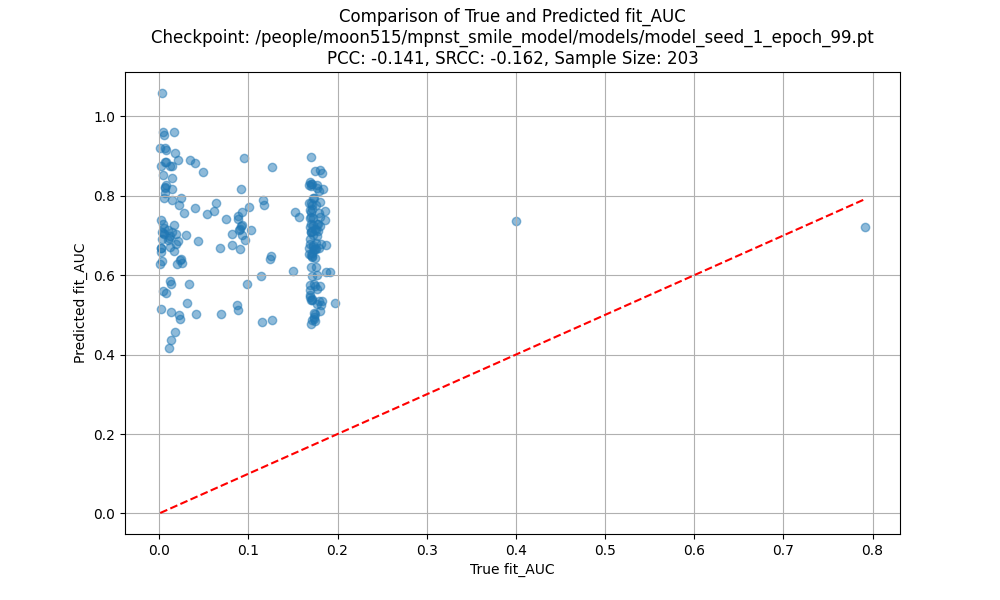 Comparison of True and Predicted fit_AUC
Checkpoint: /people/moon515/mpnst_smile_model/models/model_seed_1_epoch_99.pt
PCC: -0.141, SRCC: -0.162, Sample Size: 203
Predicted fit_AUC
1.0
0.8
0.6
0.4
0.2
0.0
0.0 0.1 0.2 0.3 0.4 0.5 0.6 0.7 0.8
True fit_AUC